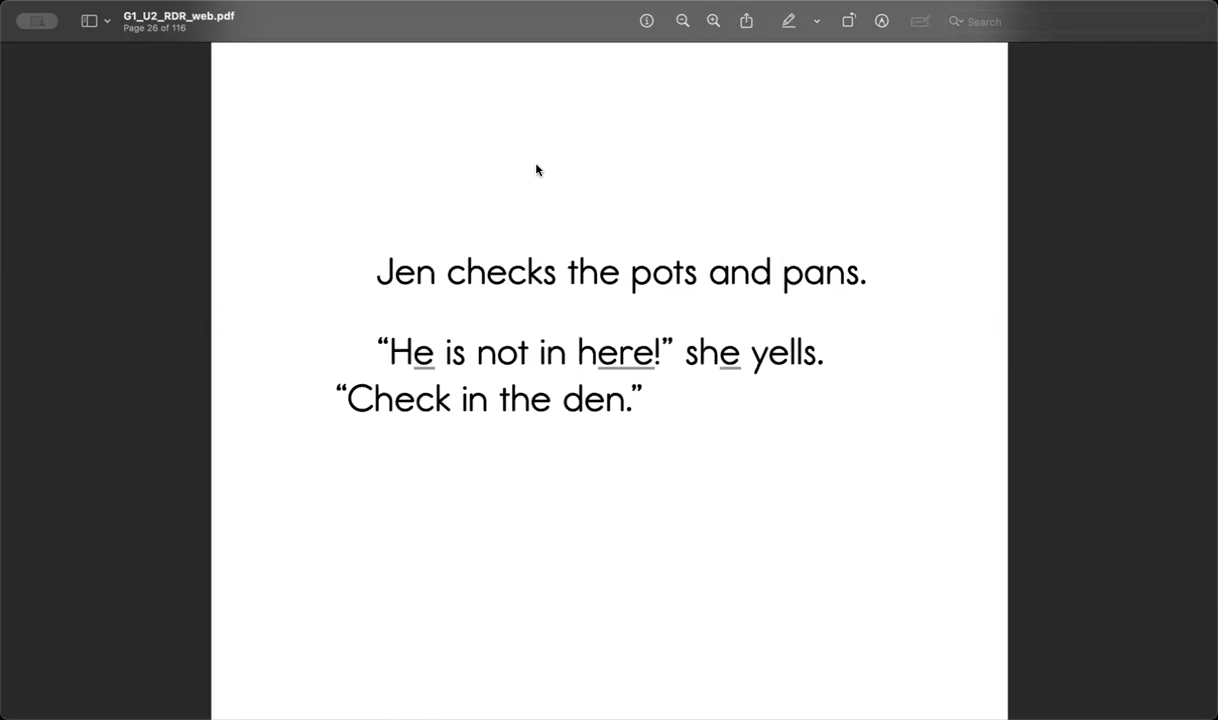 G1_U2_RDR_web.pdf
Page 26 of 116
Search
Jen checks the pots and pans.
“He is not in here!” she yells.
“Check in the den.”